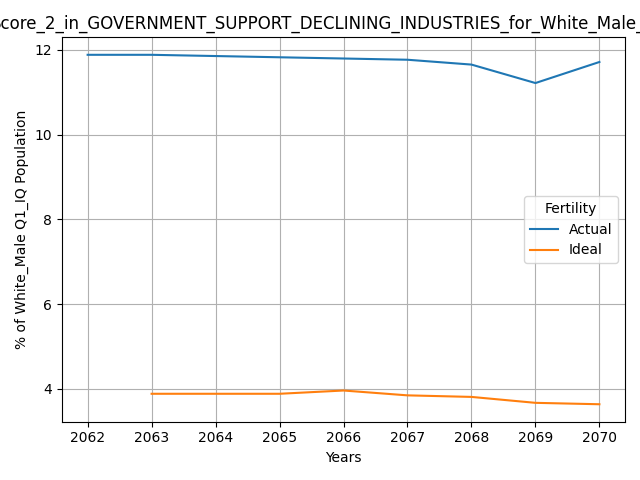 score_2_in_GOVERNMENT_SUPPORT_DECLINING_INDUSTRIES_for_White_Male_
12
10
8
6
4
% of White_Male Q1_IQ Population
Fertility
Actual
Ideal
2062 2063 2064 2065 2066 2067 2068 2069 2070
Years